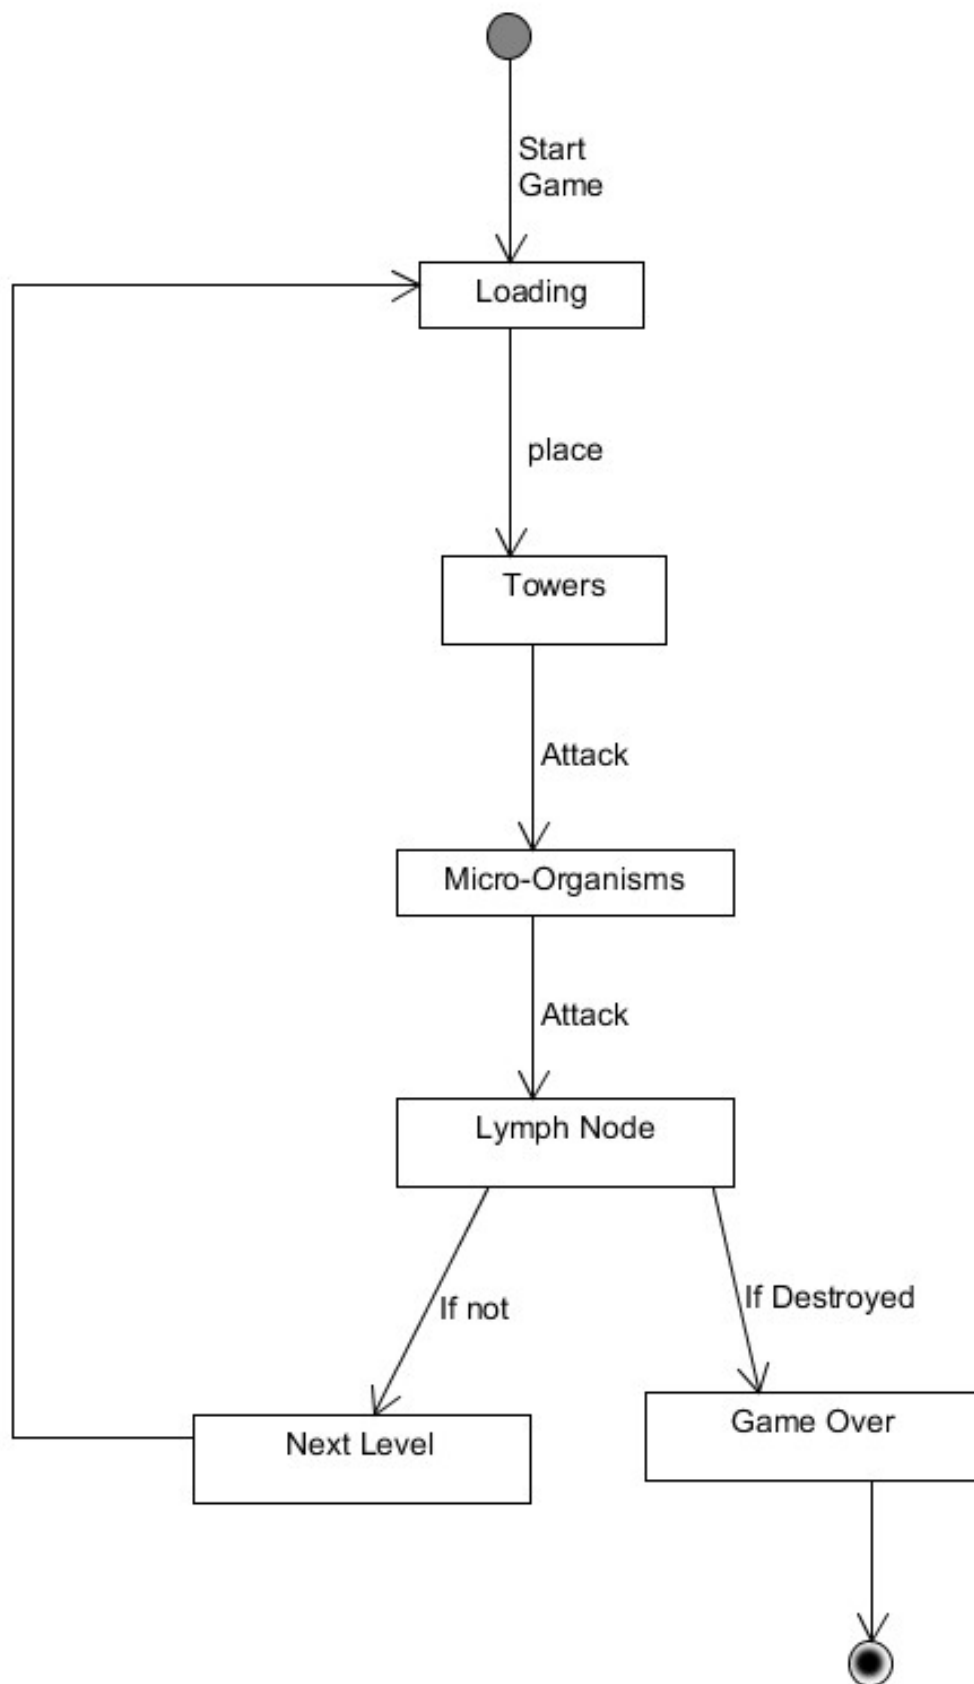 Start
Game
Loading
place
Towers
Attack
Micro-Organisms
Attack
Lymph Node
If not
If Destroyed
Next Level
Game Over